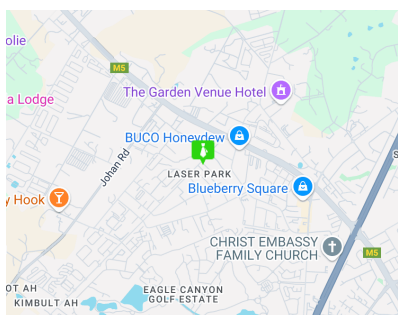 olie
M5
The Garden Venue Hotel
a Lodge
BUCO Honeydew
Johan Rd
LASER PARK
Blueberry Square
y Hook
CHRIST EMBASSY
FAMILY CHURCH
M5
S
OT AH
KIMBULT AH
EAGLE CANYON
GOLF ESTATE